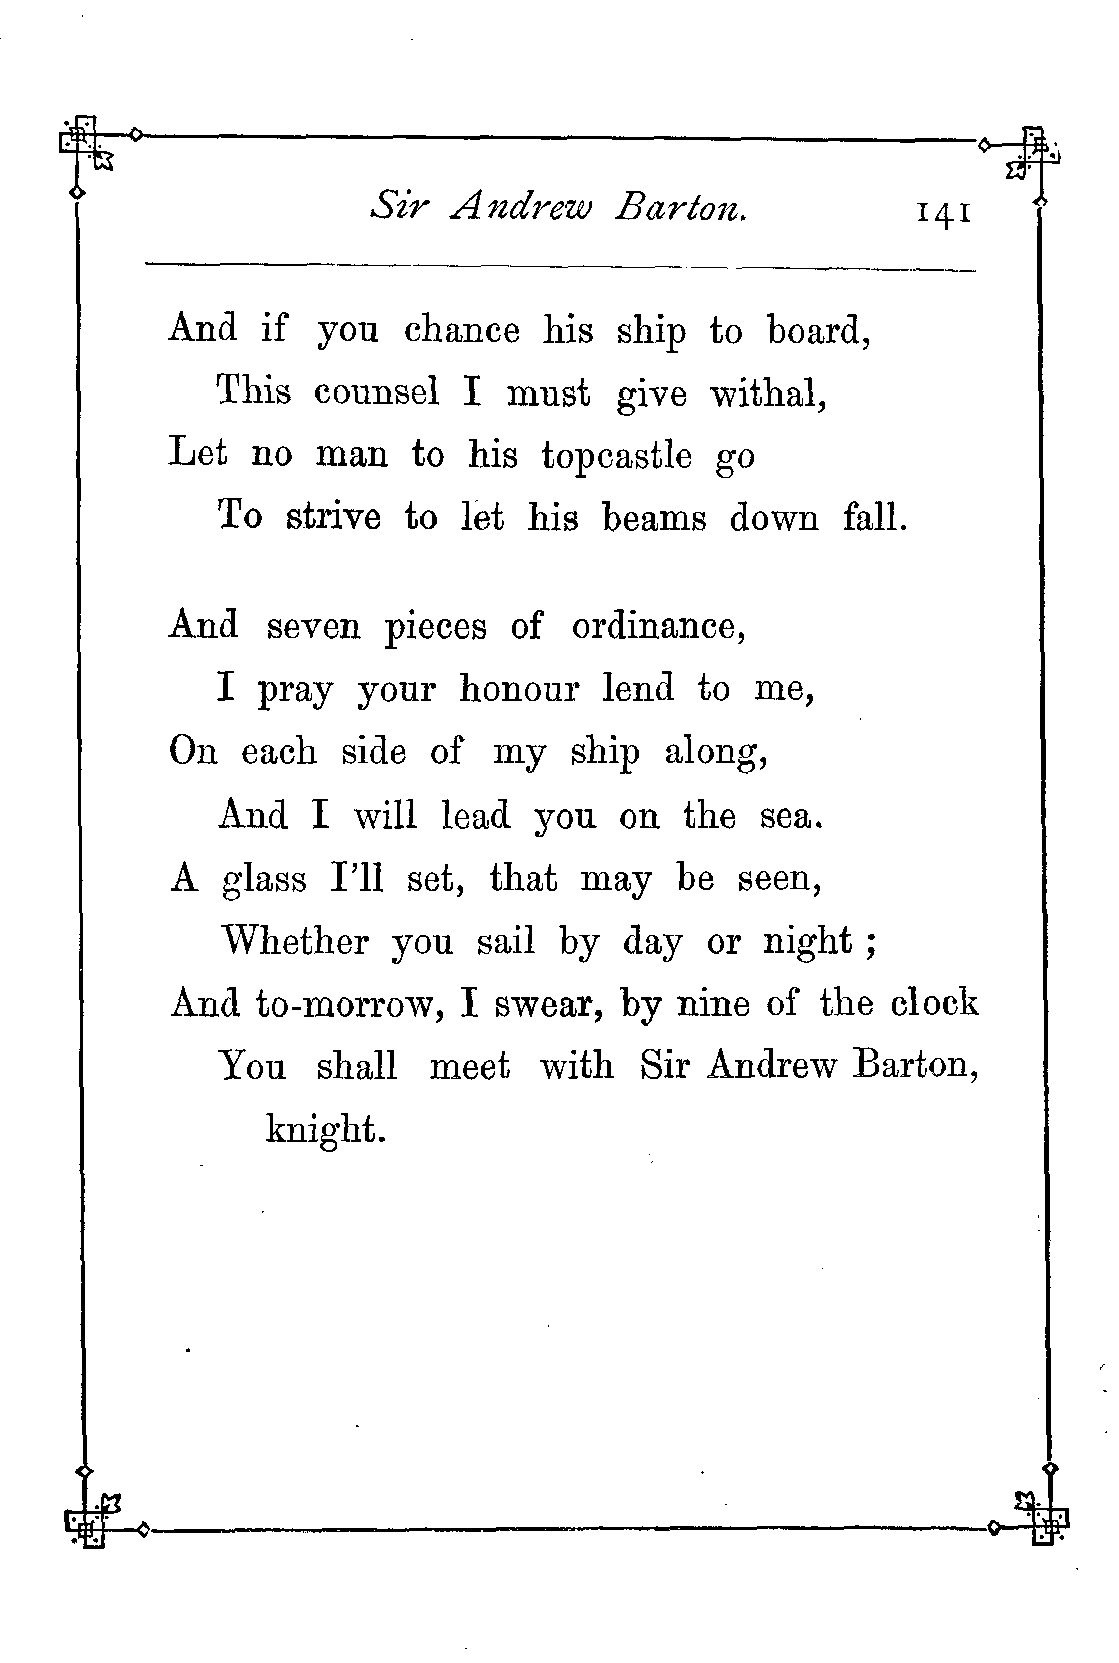 Sir Andrew Barton. 141
And if you chance his ship to board,
This counsel I must give withal,
Let no man to his topcastle go
To strive to let his beams down fall.
And seven pieces of ordinance,
I pray your honour lend to me,
On each side of my ship along,
And I will lead you on the sea.
A glass I'll set, that may be seen,
Whether you sail by day or night ;
And to-morrow, I swear, by nine of the clock
You shall meet with Sir Andrew Barton,
knight.